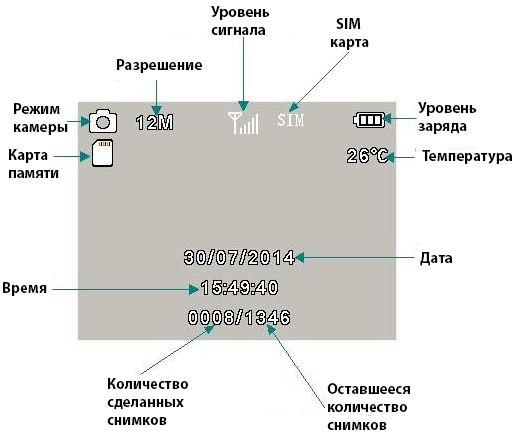 Уровень
сигнала
SIM
карта
Разрешение
Режим
камеры
12M
SIM
Уровень
заряда
Карта
памяти
26°C
Температура
30/07/2014
Дата
Время
15:49:40
0008/1346
Количество
сделанных
снимков
Оставшееся
количество
снимков